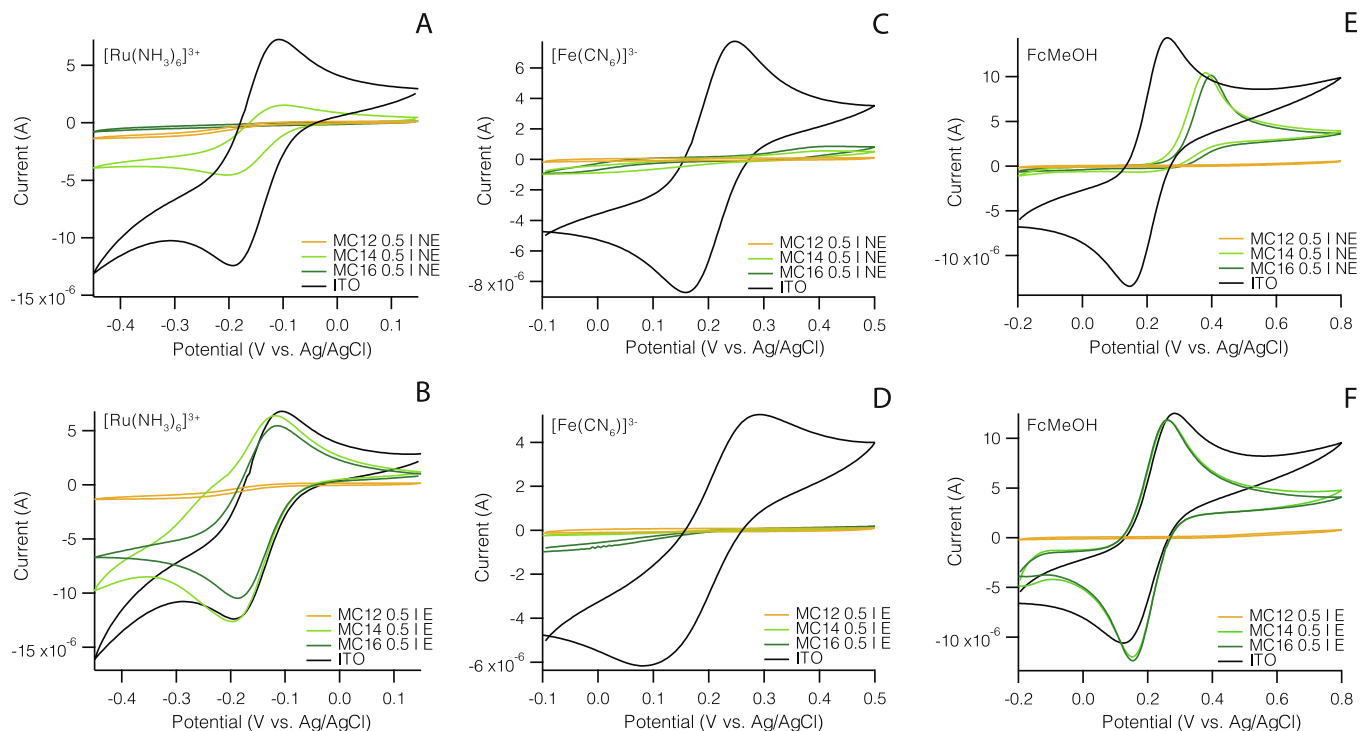 A
[Ru(NH3)6]3+
5
0
-5
-10
-15 x10-6
Current (A)
MC12 0.5 I NE
MC14 0.5 I NE
MC16 0.5 I NE
ITO
-0.4 -0.3 -0.2 -0.1 0.0 0.1
Potential (V vs. Ag/AgCl)
C
[Fe(CN6)]3-
6
4
2
0
-2
-4
-6
-8 x10-6
Current (A)
MC12 0.5 I NE
MC14 0.5 I NE
MC16 0.5 I NE
ITO
-0.1 0.0 0.1 0.2 0.3 0.4 0.5
Potential (V vs. Ag/AgCl)
E
FcMeOH
10
5
0
-5
-10 x10-6
Current (A)
MC12 0.5 I NE
MC14 0.5 I NE
MC16 0.5 I NE
ITO
-0.2 0.0 0.2 0.4 0.6 0.8
Potential (V vs. Ag/AgCl)
B
[Ru(NH3)6]3+
5
0
-5
-10
-15 x10-6
Current (A)
MC12 0.5 I E
MC14 0.5 I E
MC16 0.5 I E
ITO
-0.4 -0.3 -0.2 -0.1 0.0 0.1
Potential (V vs. Ag/AgCl)
D
[Fe(CN6)]3-
4
2
0
-2
-4
-6 x10-6
Current (A)
MC12 0.5 I E
MC14 0.5 I E
MC16 0.5 I E
ITO
-0.1 0.0 0.1 0.2 0.3 0.4 0.5
Potential (V vs. Ag/AgCl)
F
FcMeOH
10
5
0
-5
-10 x10-6
Current (A)
MC12 0.5 I E
MC14 0.5 I E
MC16 0.5 I E
ITO
-0.2 0.0 0.2 0.4 0.6 0.8
Potential (V vs. Ag/AgCl)